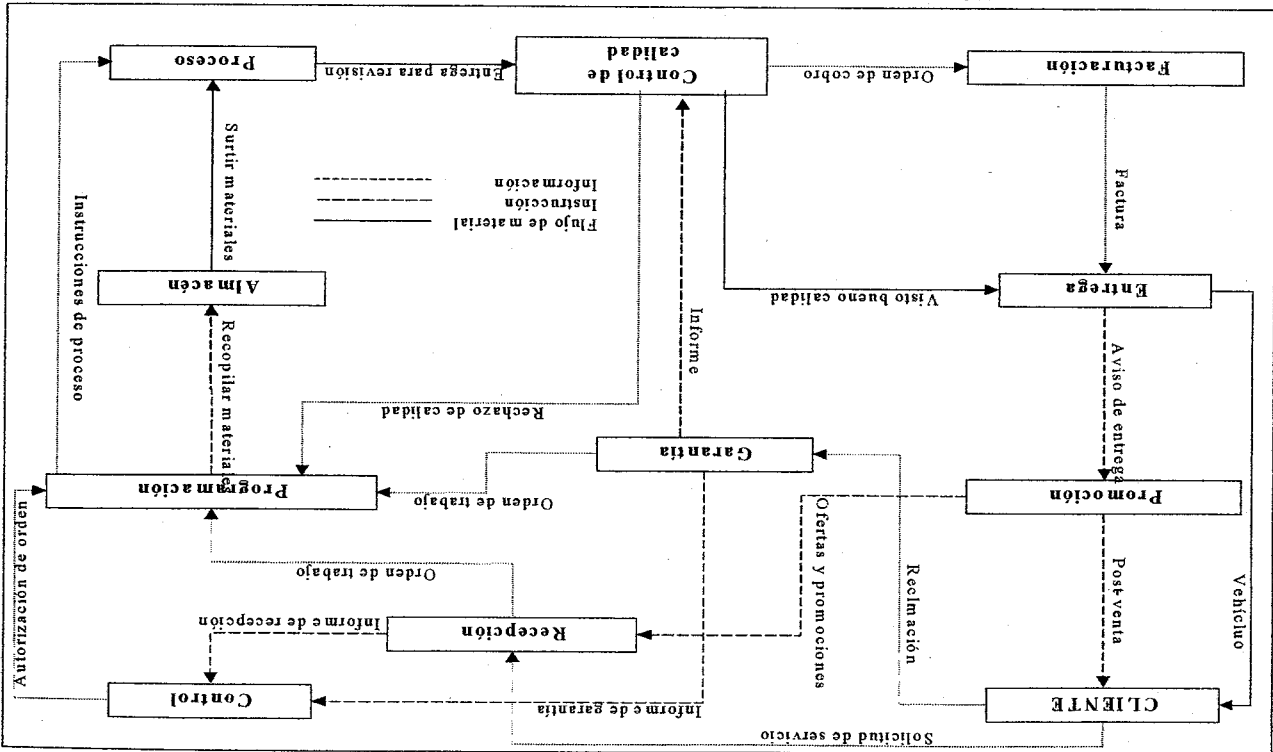 Solicitud de servicio
CLIENTE
Informe de garantía
Control
Vehícluo
Post-venta
Reclmación
Ofertas y promociones
Recepción
Informe de recepción
Autorización de orden
Orden de trabajo
Promoción
Garantía
Orden de trabajo
Programación
Aviso de entrega
Rechazo de calidad
Informe
Recopilar materiales
Instrucciones de proceso
Entrega
Visto bueno calidad
Almacén
Flujo de material
Instrucción
Información
Factura
Surtir materiales
Facturación
Orden de cobro
Control de
calidad
Entrega para revisión
Proceso